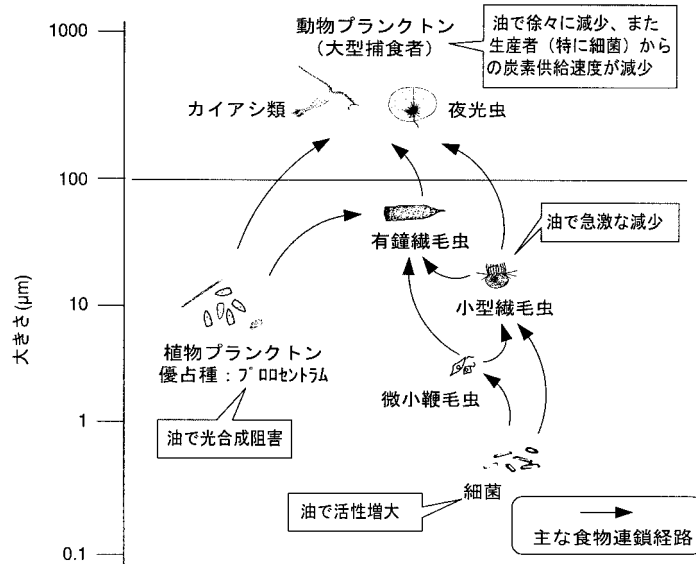 1000
100
10
1
0.1
大きさ(μm)
動物プランクトン
(大型捕食者)
油で徐々に減少、また
生産者(特に細菌)から
の炭素供給速度が減少
カイアシ類
夜光虫
有鐘繊毛虫
油で急激な減少
小型繊毛虫
植物プランクトン
優占種:プロロセントラム
微小鞭毛虫
油で光合成阻害
細菌
油で活性増大
主な食物連鎖経路